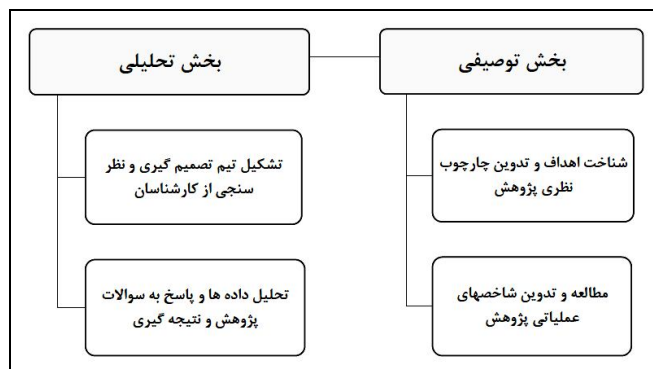 بخش توصیفی
شناخت اهداف و تدوین چارچوب
نظری پژوهش
مطالعه و تدوین شاخصهای
عملیاتی پژوهش
بخش تحلیلی
تشکیل تیم تصمیم گیری و نظر
سنجی از کارشناسان
تحلیل داده ها و پاسخ به سوالات
پژوهش و نتیجه گیری